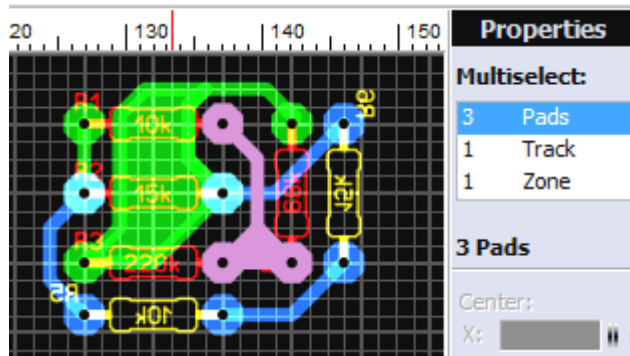 20 130 140 150
Properties
Multiselect:
3 Pads
1 Track
1 Zone
3 Pads
Center:
X:
R1
10k
R6
R2
15k
68k
12k
R3
220k
R5
10k